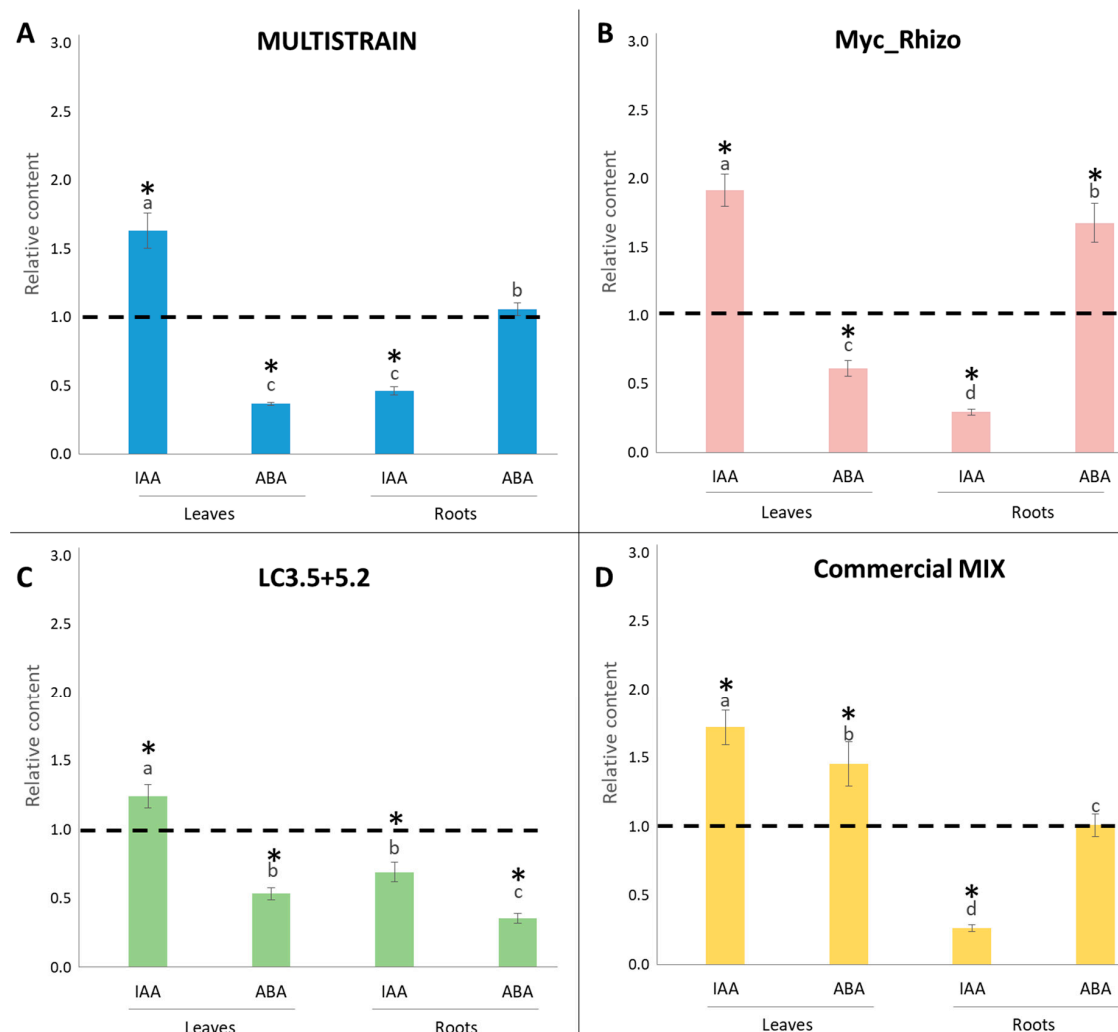 A
MULTISTRAIN
Relative content
3.0
2.5
2.0
1.5
1.0
0.5
0.0
* * * 
a c c b
IAA ABA IAA ABA
Leaves Roots
B
Myc_Rhizo
Relative content
3.0
2.5
2.0
1.5
1.0
0.5
0.0
* * * *
a c d b
IAA ABA IAA ABA
Leaves Roots
C
LC3.5+5.2
Relative content
3.0
2.5
2.0
1.5
1.0
0.5
0.0
* * * *
a b b c
IAA ABA IAA ABA
Leaves Roots
D
Commercial MIX
Relative content
3.0
2.5
2.0
1.5
1.0
0.5
0.0
* * *
a b d c
IAA ABA IAA ABA
Leaves Roots